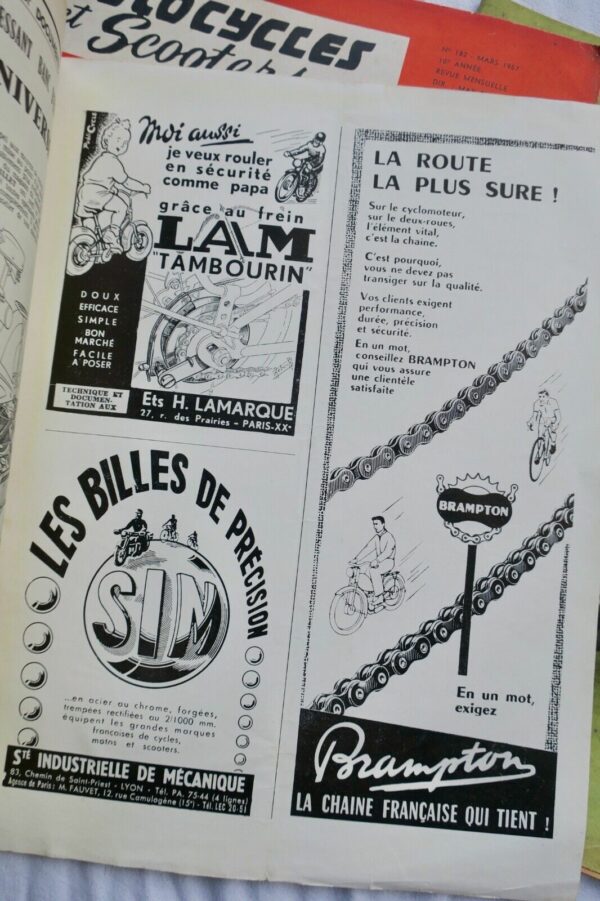 OCYCLES
et Scooters
N° 182 - MARS 1957
10e ANNÉE
REVUE MENSUELLE
DIR.
Moi aussi
je veux rouler
en sécurité
comme papa
grâce au frein
LAM
"TAMBOURIN"
DOUX
EFFICACE
SIMPLE
BON
MARCHÉ
FACILE
A POSER
TECHNIQUE ET
DOCUMEN-
TATION AUX
Ets H. LAMARQUE
27, r. des Prairies - PARIS-XXe
LES BILLES DE PRÉCISION
SIM
...en acier au chrome, forgées,
trempées rectifiées au 2/1000 mm.
équipent les grandes marques
françaises de cycles,
motos et scooters.
Sté INDUSTRIELLE DE MÉCANIQUE
83, Chemin de Saint-Priest - LYON - Tél. PA. 75-44 (4 lignes)
Agence de Paris : M. FAUVET, 12, rue Camulogène (15e) - Tél. LEC 20-51
LA ROUTE
LA PLUS SURE !
Sur le cyclomoteur,
sur le deux-roues,
l'élément vital,
c'est la chaine.
C'est pourquoi,
vous ne devez pas
transiger sur la qualité.
Vos clients exigent
performance,
durée, précision
et sécurité.
En un mot,
conseillez BRAMPTON
qui vous assure
une clientèle
satisfaite
BRAMPTON
En un mot,
exigez
Brampton
LA CHAINE FRANÇAISE QUI TIENT !